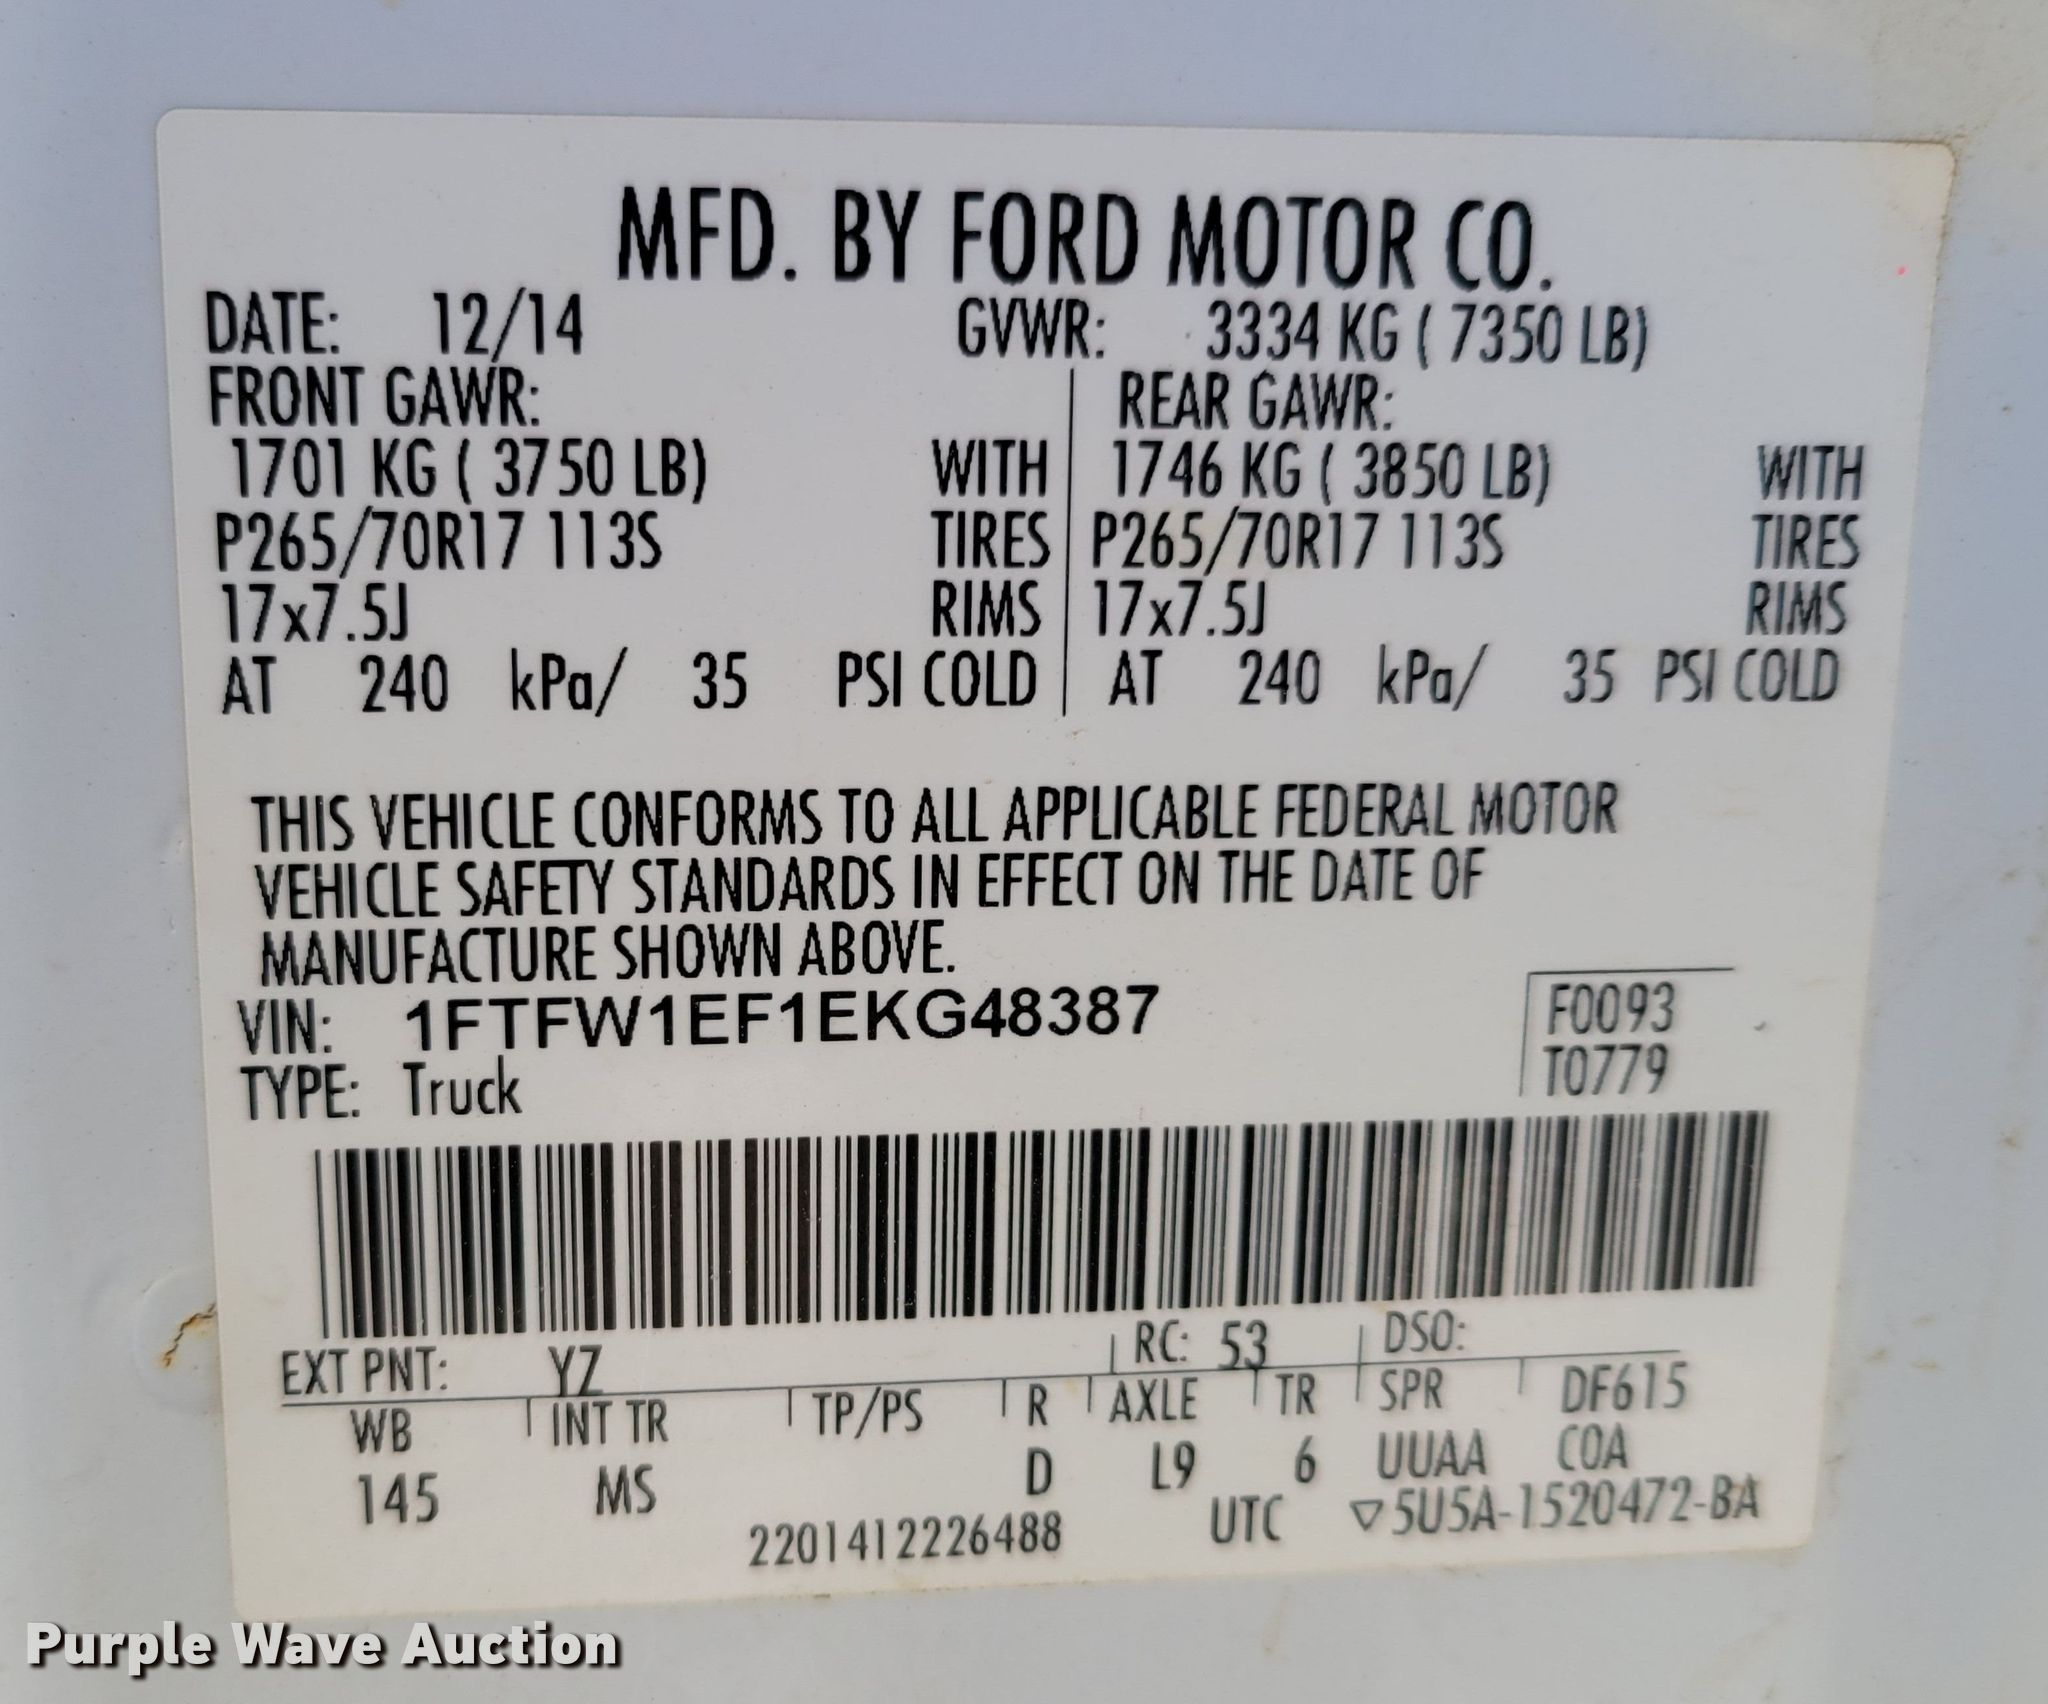 MFD. BY FORD MOTOR CO.
DATE: 12/14 GVWR: 3334 KG ( 7350 LB)
FRONT GAWR: REAR GAWR:
1701 KG ( 3750 LB) WITH 1746 KG ( 3850 LB) WITH
P265/70R17 113S TIRES P265/70R17 113S TIRES
17x7.5J RIMS 17x7.5J RIMS
AT 240 kPa/ 35 PSI COLD AT 240 kPa/ 35 PSI COLD
THIS VEHICLE CONFORMS TO ALL APPLICABLE FEDERAL MOTOR
VEHICLE SAFETY STANDARDS IN EFFECT ON THE DATE OF
MANUFACTURE SHOWN ABOVE.
VIN: 1FTFW1EF1EKG48387 F0093
TYPE: Truck T0779
EXT PNT: YZ RC: 53 DSO:
WB INT TR TP/PS R AXLE TR SPR DF615
145 MS D L9 6 UUAA COA
2201412226488 UTC ▽5U5A-1520472-BA
Purple Wave Auction